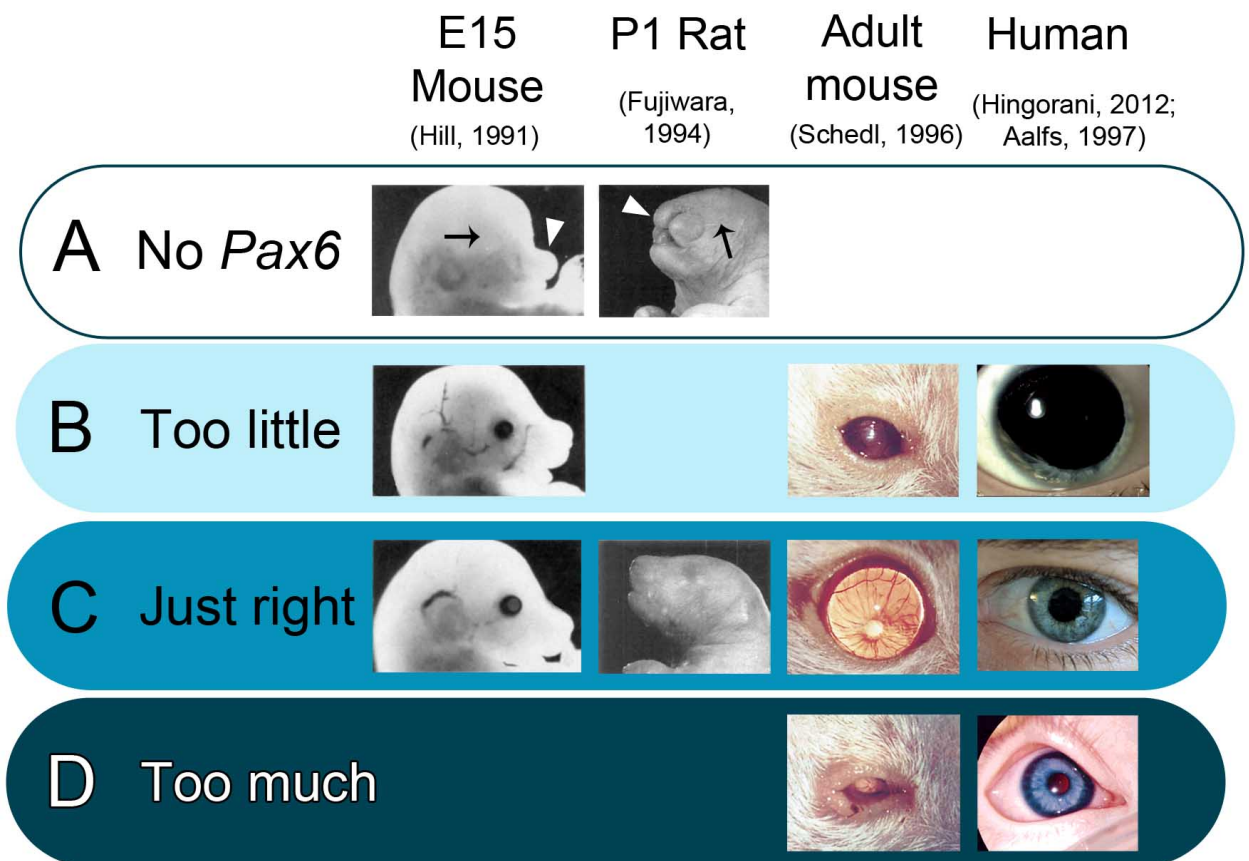 E15
Mouse
(Hill, 1991)
P1 Rat
(Fujiwara,
1994)
Adult
mouse
(Schedl, 1996)
Human
(Hingorani, 2012;
Aalfs, 1997)
A No Pax6
B Too little
C Just right
D Too much